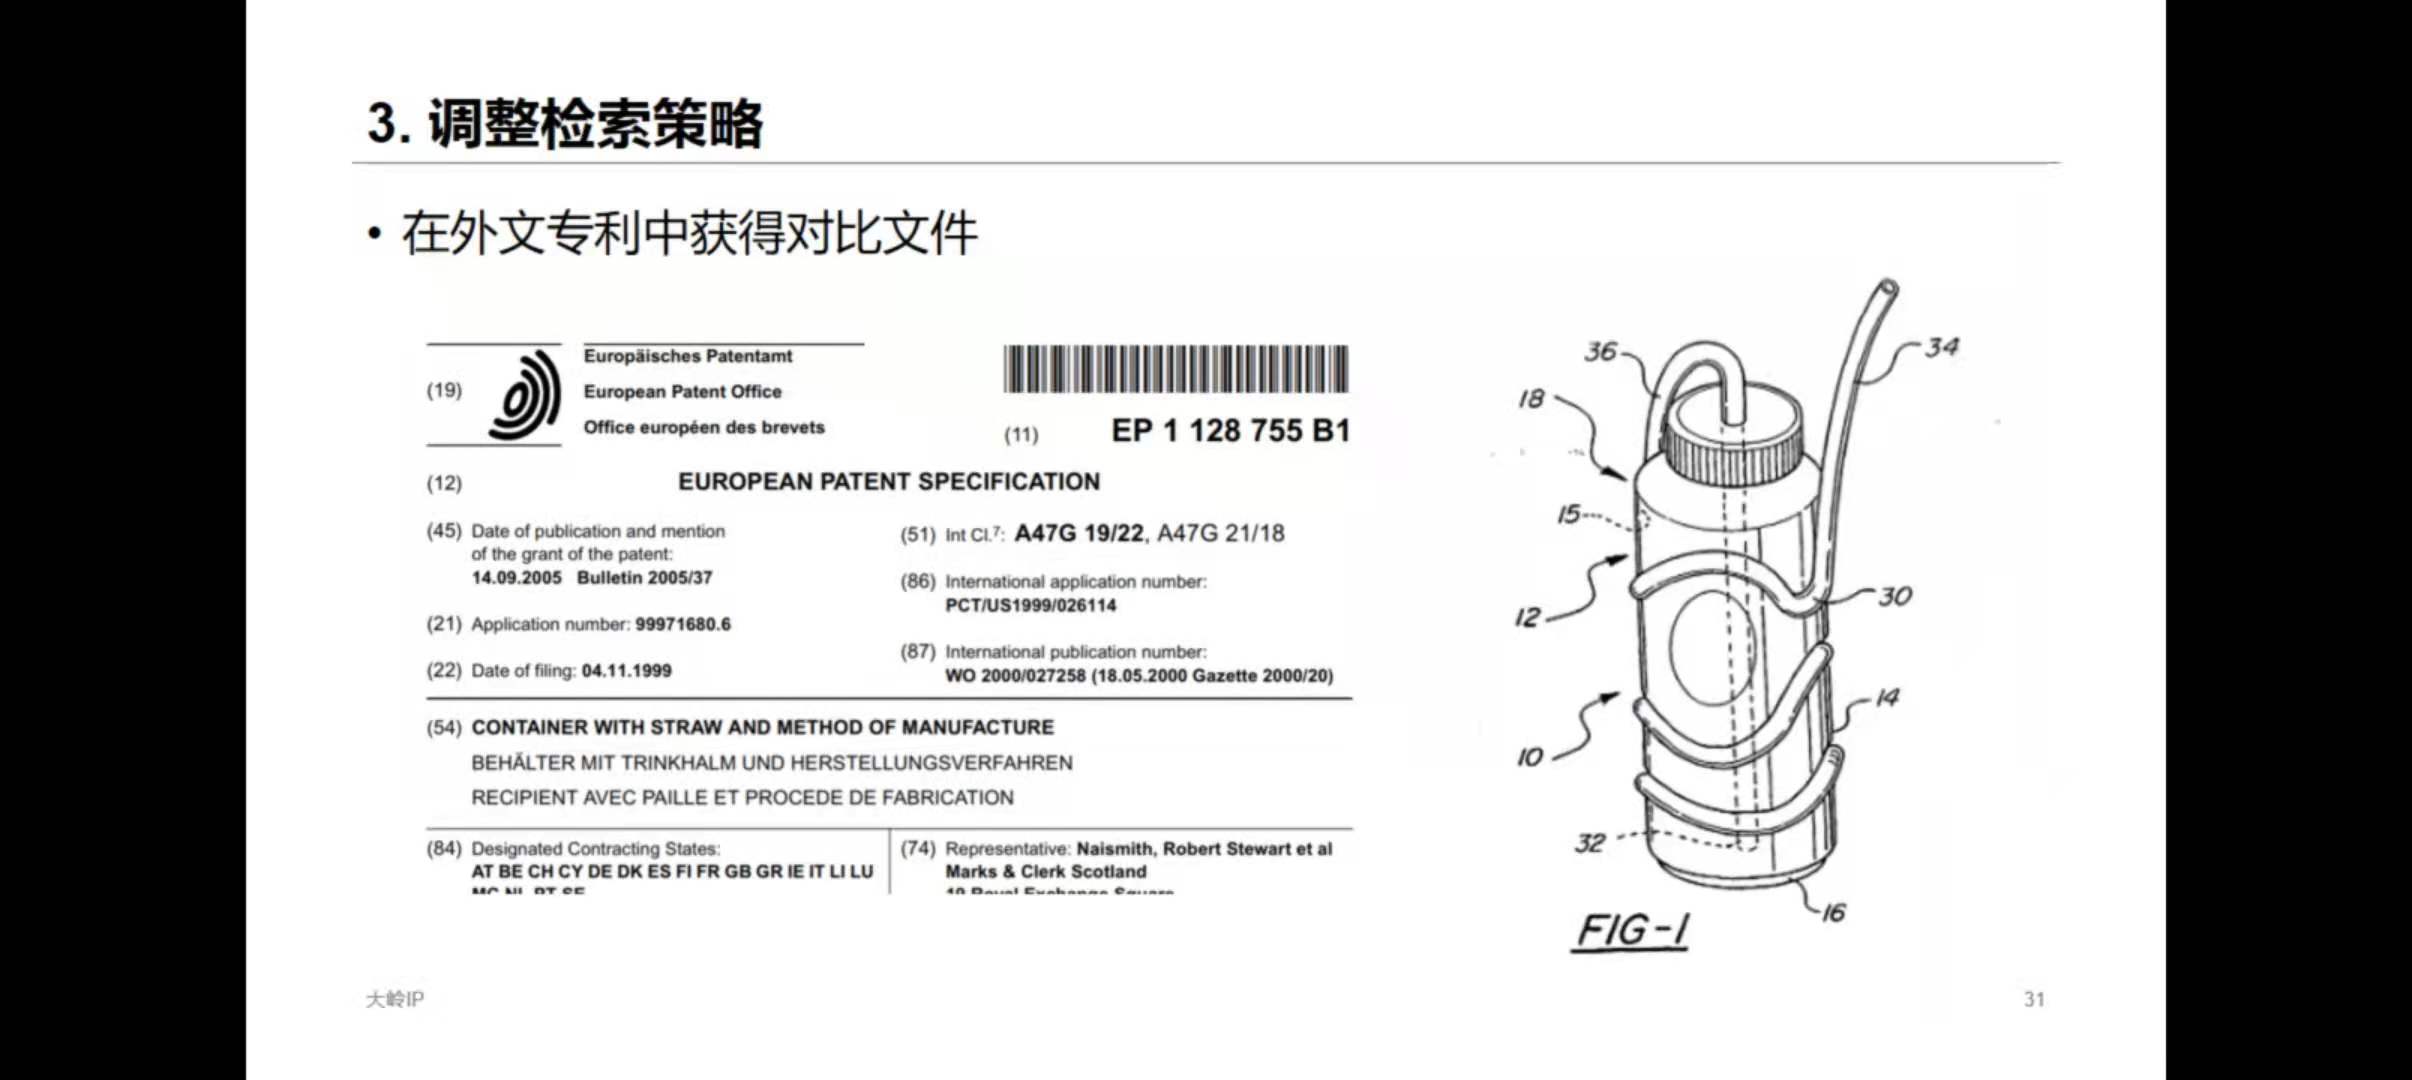 3. 调整检索策略
• 在外文专利中获得对比文件
(19)
Europäisches Patentamt
European Patent Office
Office européen des brevets
(11) EP 1 128 755 B1
(12) EUROPEAN PATENT SPECIFICATION
(45) Date of publication and mention
of the grant of the patent:
14.09.2005 Bulletin 2005/37
(21) Application number: 99971680.6
(22) Date of filing: 04.11.1999
(51) Int Cl.7: A47G 19/22, A47G 21/18
(86) International application number:
PCT/US1999/026114
(87) International publication number:
WO 2000/027258 (18.05.2000 Gazette 2000/20)
(54) CONTAINER WITH STRAW AND METHOD OF MANUFACTURE
BEHÄLTER MIT TRINKHALM UND HERSTELLUNGSVERFAHREN
RECIPIENT AVEC PAILLE ET PROCEDE DE FABRICATION
(84) Designated Contracting States:
AT BE CH CY DE DK ES FI FR GB GR IE IT LI LU
MC NL PT SE
(74) Representative: Naismith, Robert Stewart et al
Marks & Clerk Scotland
19 Royal Exchange Square
36
34
18
15
12
30
10
14
32
16
FIG-1
大岭IP
31